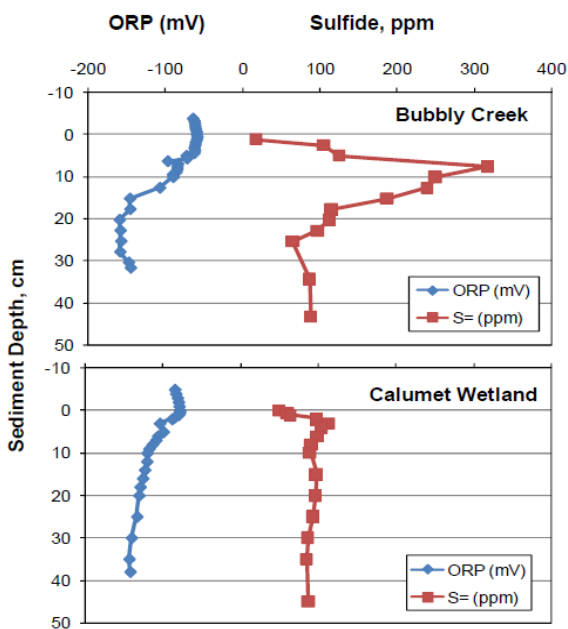 ORP (mV) Sulfide, ppm
-200 -100 0 100 200 300 400
-10
Bubbly Creek
0
10
20
30
40
50
ORP (mV)
S= (ppm)
Sediment Depth, cm
-10
Calumet Wetland
0
10
20
30
40
50
ORP (mV)
S= (ppm)